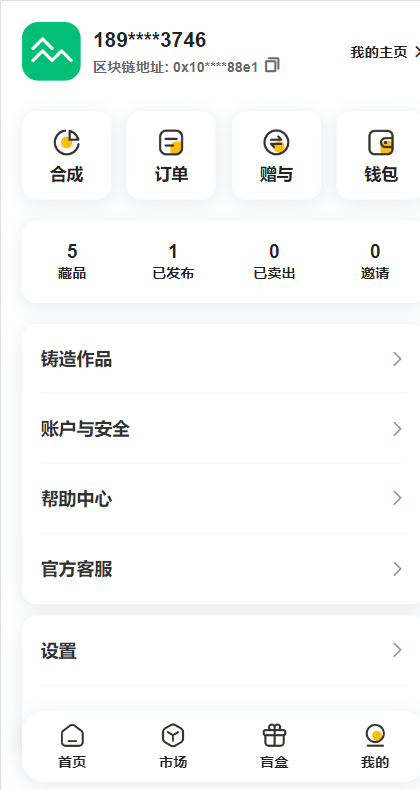 189****3746
区块链地址: 0x10****88e1
我的主页
合成 订单 赠与 钱包
5 1 0 0
藏品 已发布 已卖出 邀请
铸造作品
账户与安全
帮助中心
官方客服
设置
首页 市场 盲盒 我的